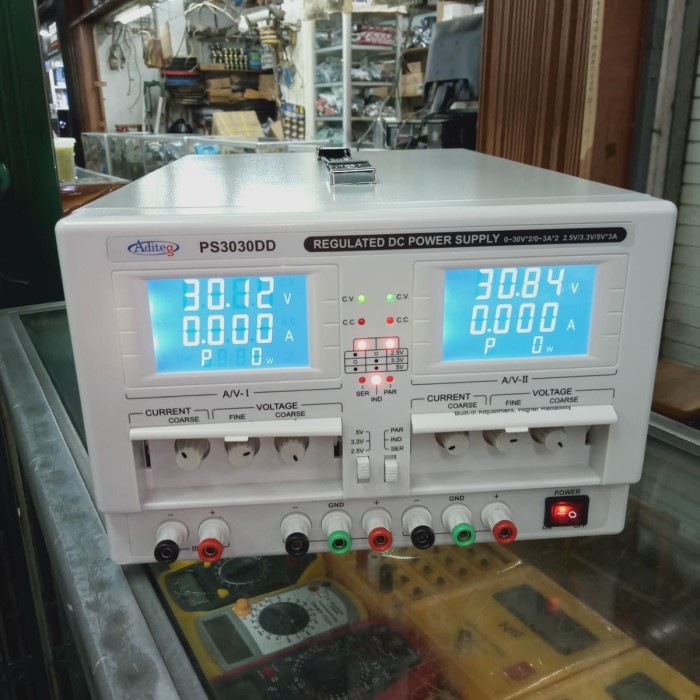 Aditeg PS3030DD REGULATED DC POWER SUPPLY 0~30V*2/0~3A*2 2.5V/3.3V/5V*3A
30.12 V
0.000 A
P 0 W
30.84 V
0.000 A
P 0 W
C.V. C.V.
C.C. C.C.
2.5V
3.3V
5V
SER IND PAR
A/V-I
A/V-II
CURRENT VOLTAGE
COARSE FINE COARSE
CURRENT VOLTAGE
COARSE FINE COARSE
Built-in Adjustment, Higher Reliability
5V
3.3V
2.5V
PAR
IND
SER
POWER
- + - GND + - GND +